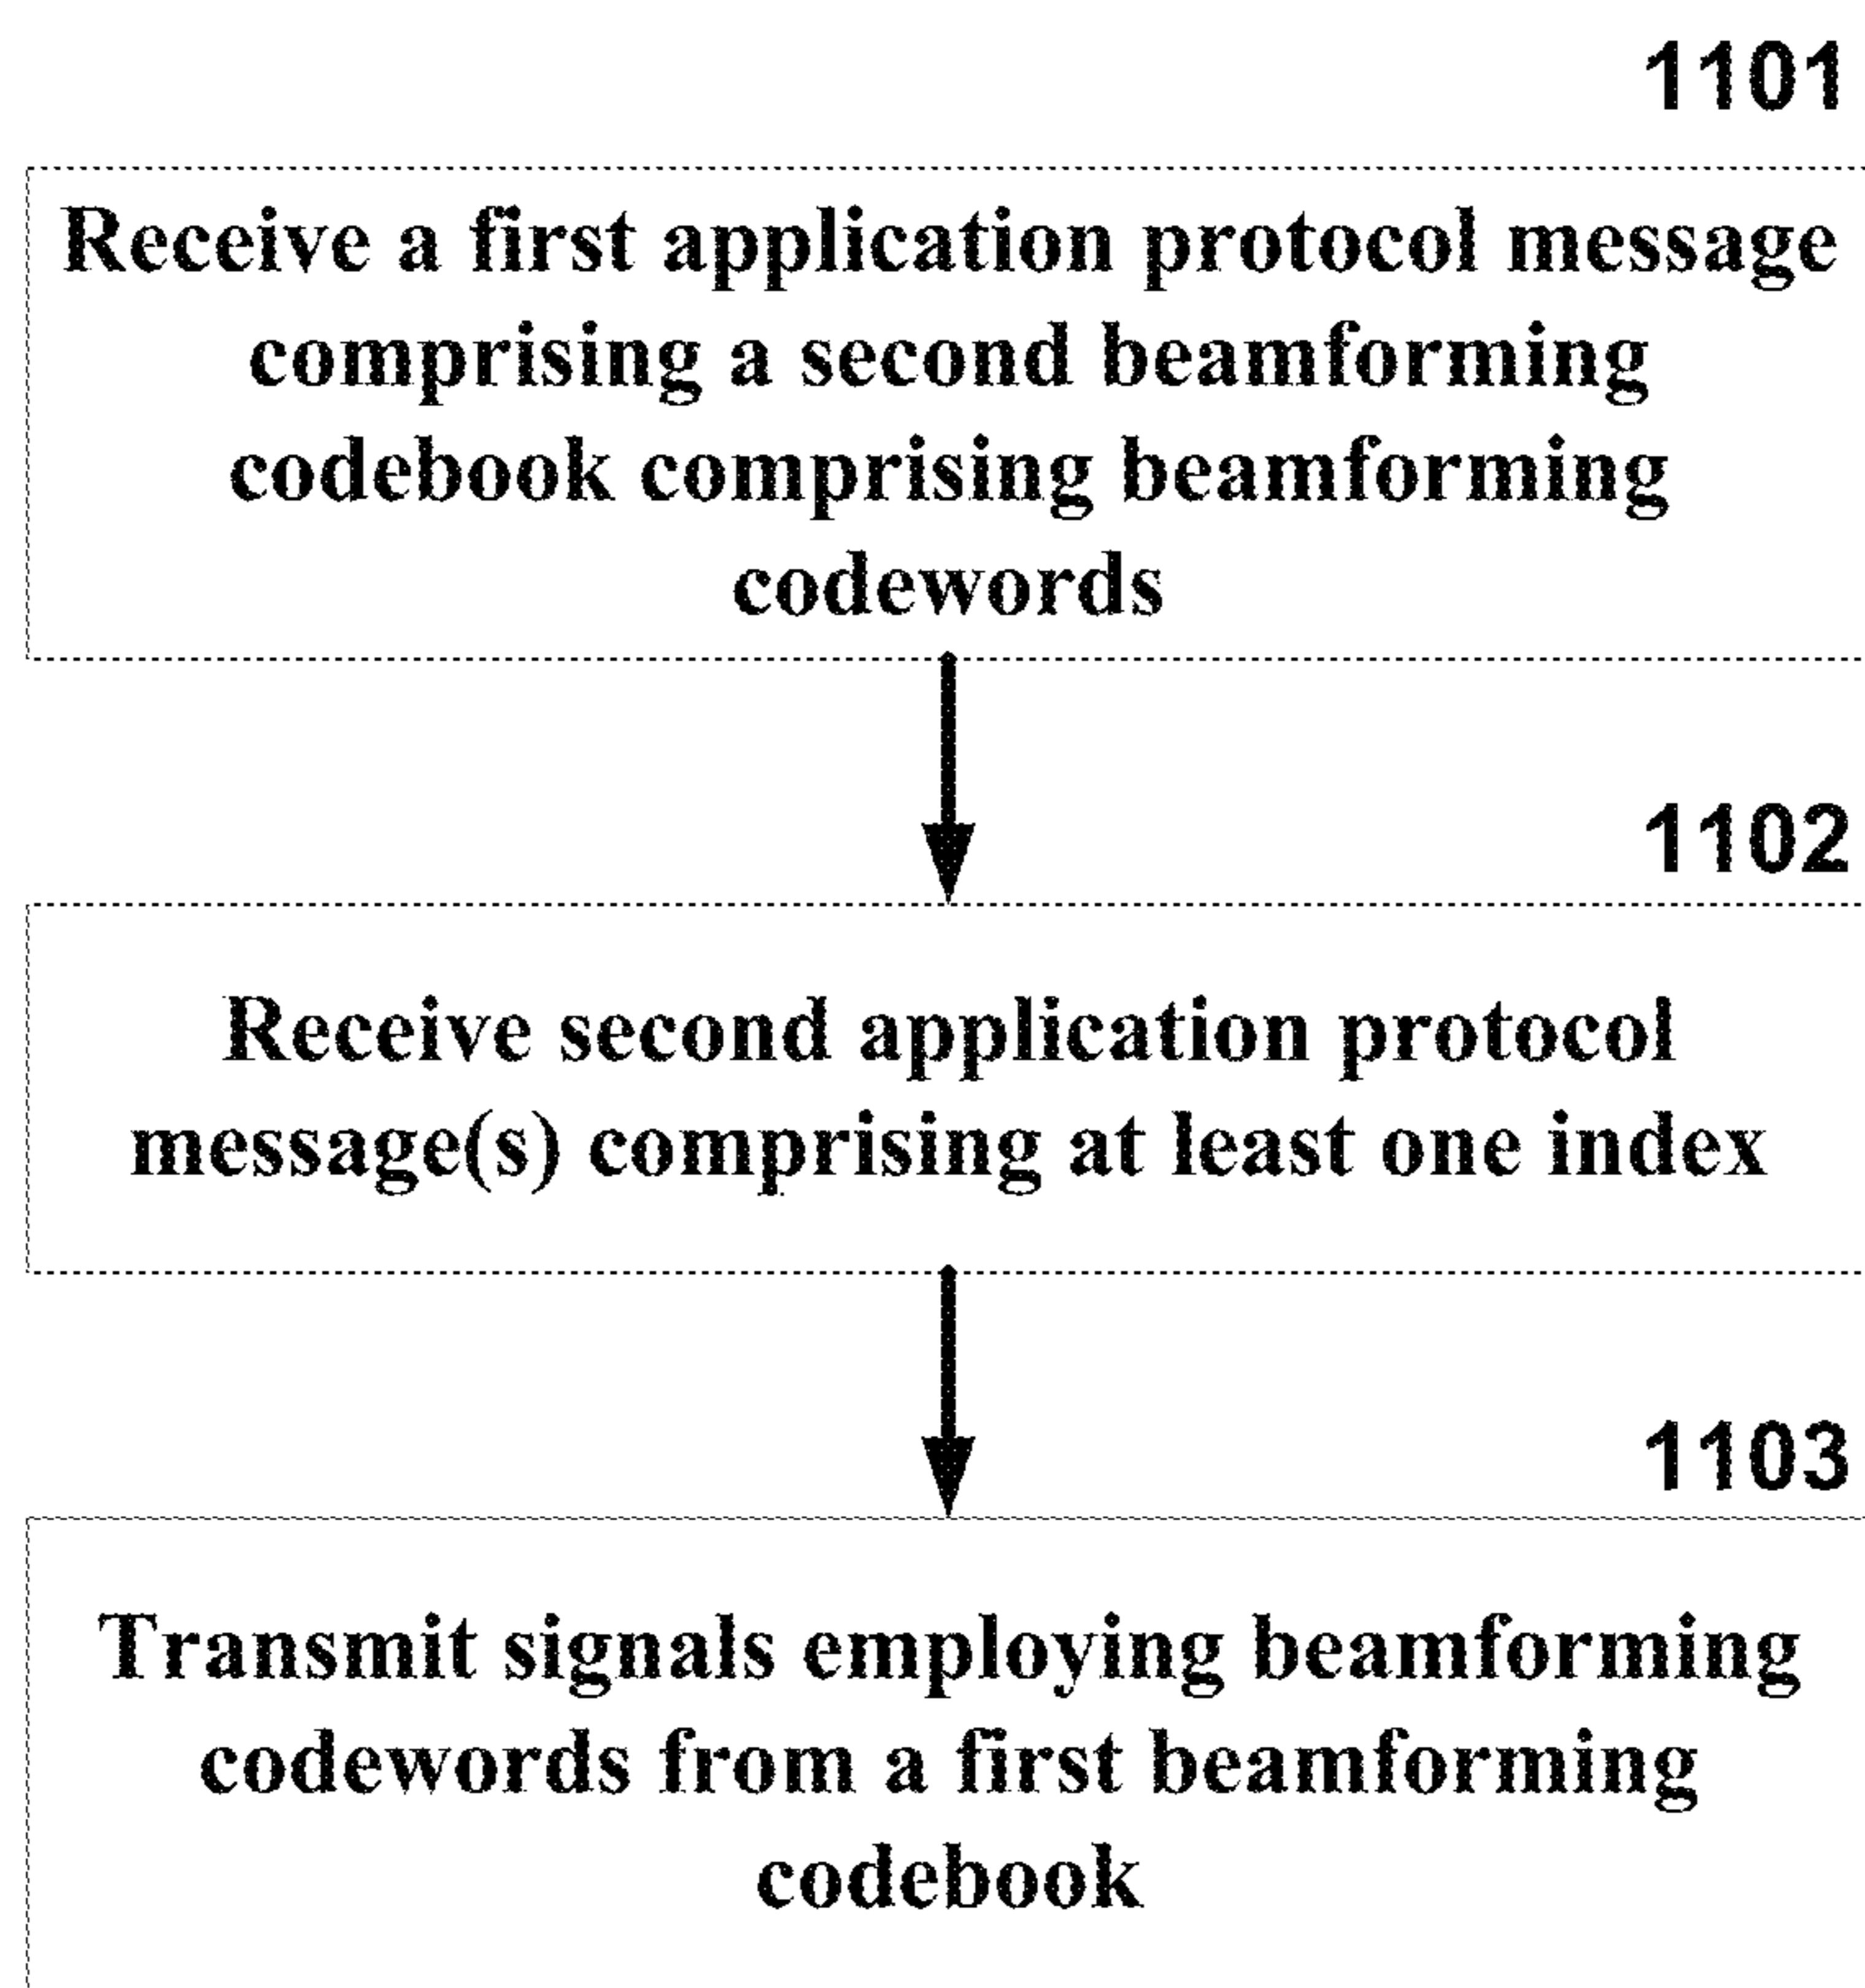 1101
Receive a first application protocol message
comprising a second beamforming
codebook comprising beamforming
codewords
1102
Receive second application protocol
message(s) comprising at least one index
1103
Transmit signals employing beamforming
codewords from a first beamforming
codebook